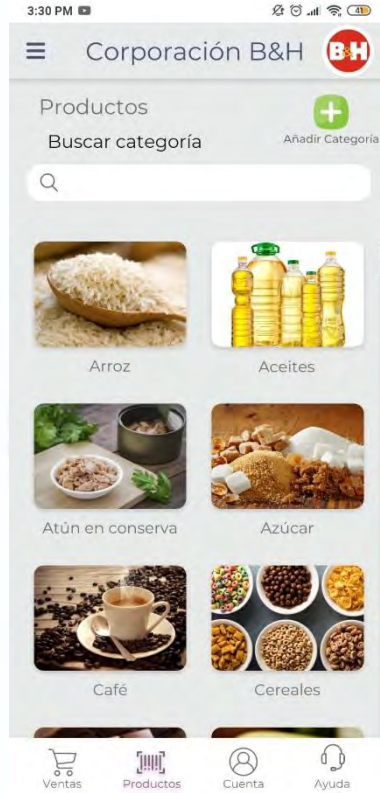 3:30 PM
41
Corporación B&H
B&H
Productos
Buscar categoría
Añadir Categoría
Arroz
Aceites
Atún en conserva
Azúcar
Café
Cereales
Ventas
Productos
Cuenta
Ayuda